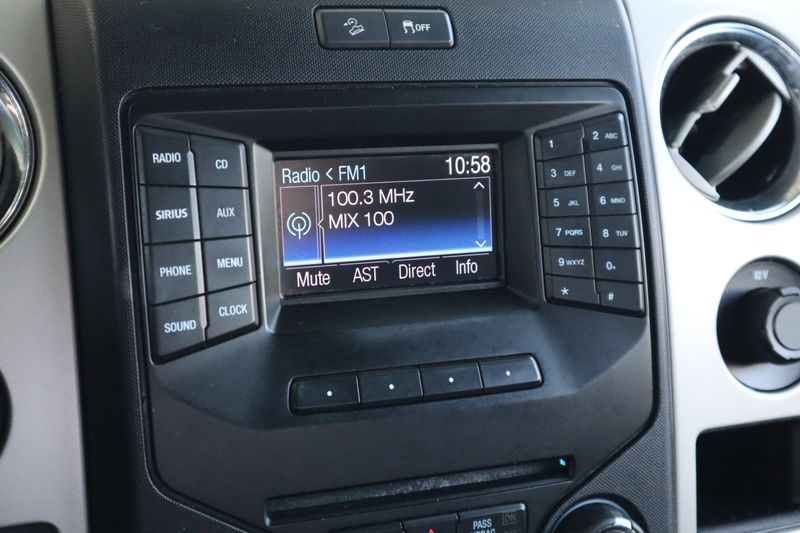 OFF
RADIO CD
SIRIUS AUX
PHONE MENU
SOUND CLOCK
Radio < FM1 10:58
100.3 MHz
MIX 100
Mute AST Direct Info
1 2 ABC
3 DEF 4 GHI
5 JKL 6 MNO
7 PQRS 8 TUV
9 WXYZ 0+
* #
12V
PASS
ON